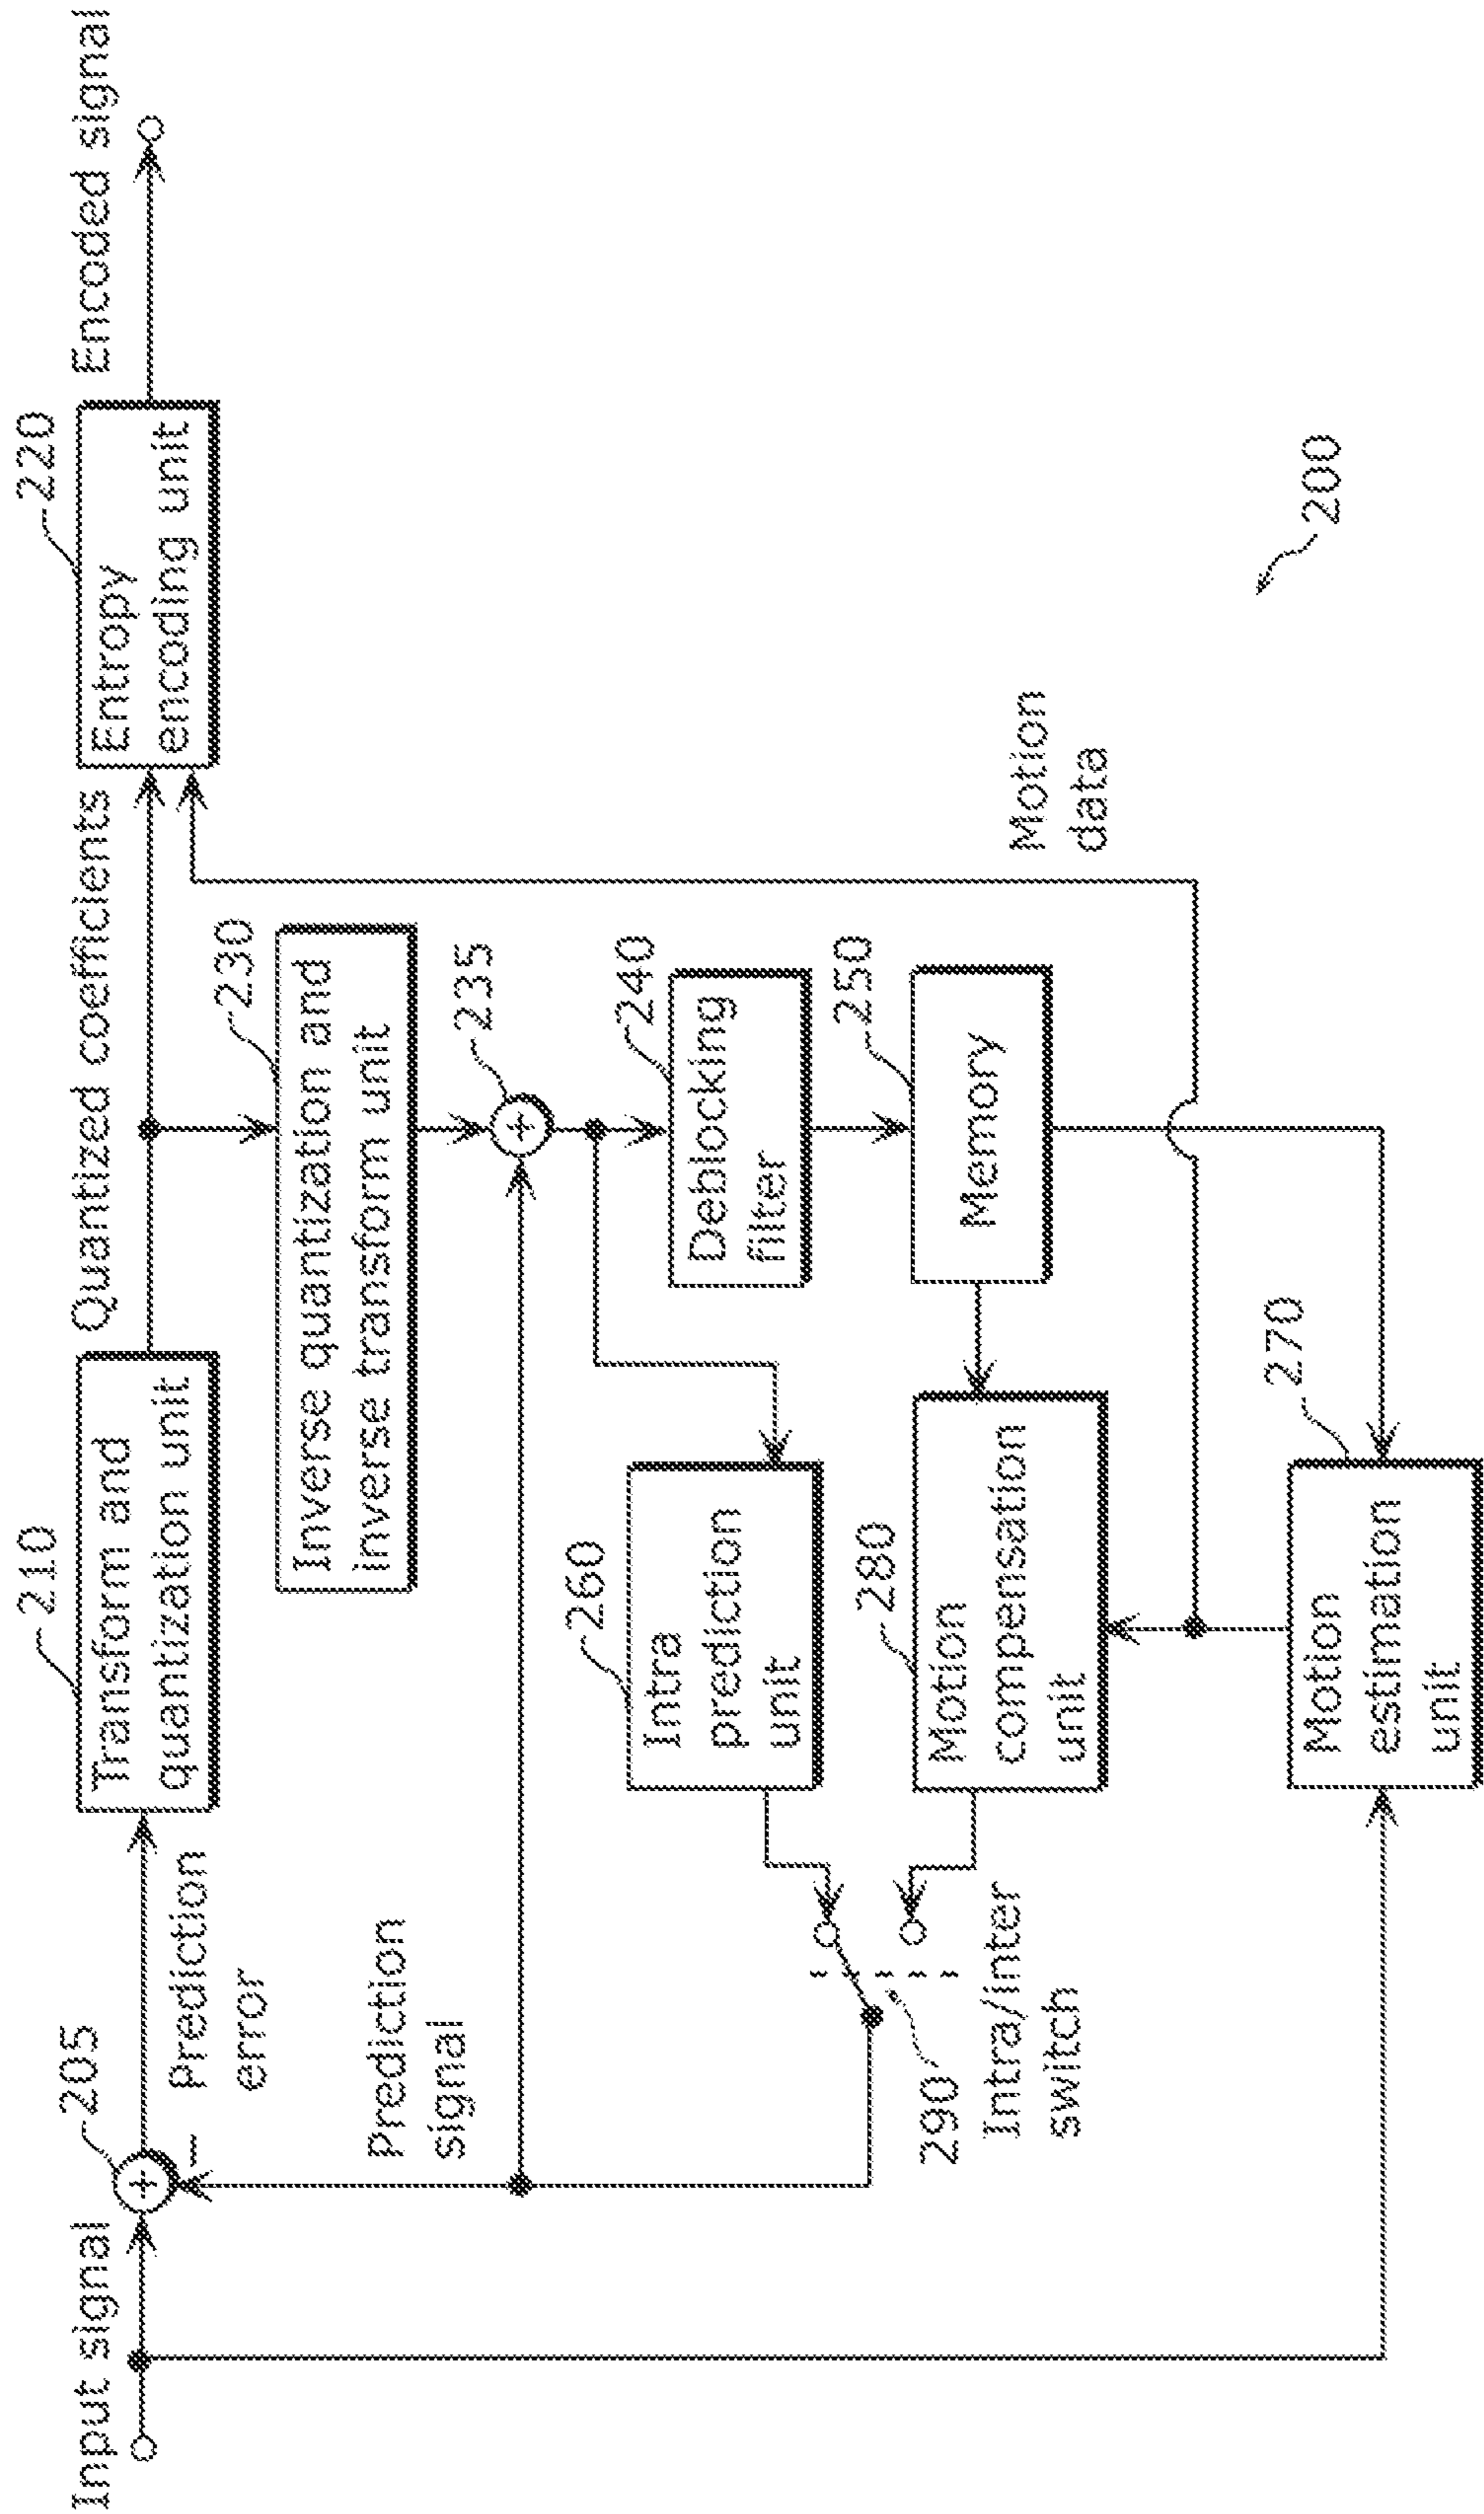 Input signal
205
−
Prediction
error
210
Transform and
quantization unit
Quantized coefficients
220
Entropy
encoding unit
Encoded signal
230
Inverse quantization and
inverse transform unit
Prediction
signal
235
+
+
240
Deblocking
filter
260
Intra
prediction
unit
250
Memory
280
Motion
compensation
unit
290
Intra/inter
switch
Motion
data
270
Motion
estimation
unit
200